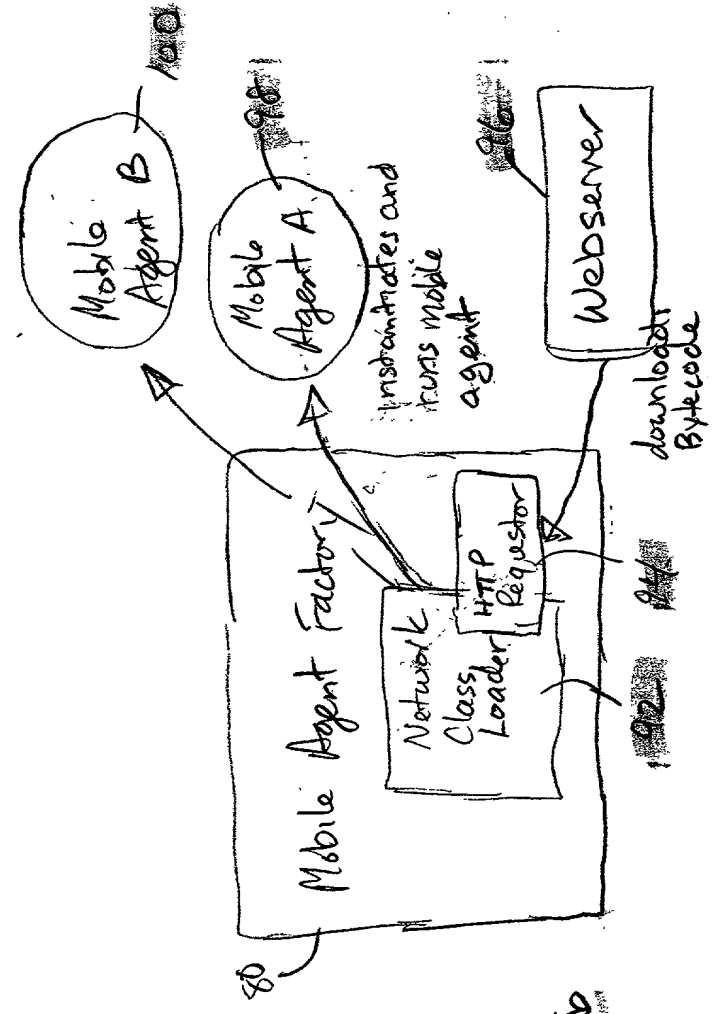 80
Mobile Agent Factory
Network
Class
Loader
HTTP
Requestor
92
94
Mobile
Agent B
100
Mobile
Agent A
98
instantiates and
runs mobile
agent
Webserver
96
downloads
Bytecode